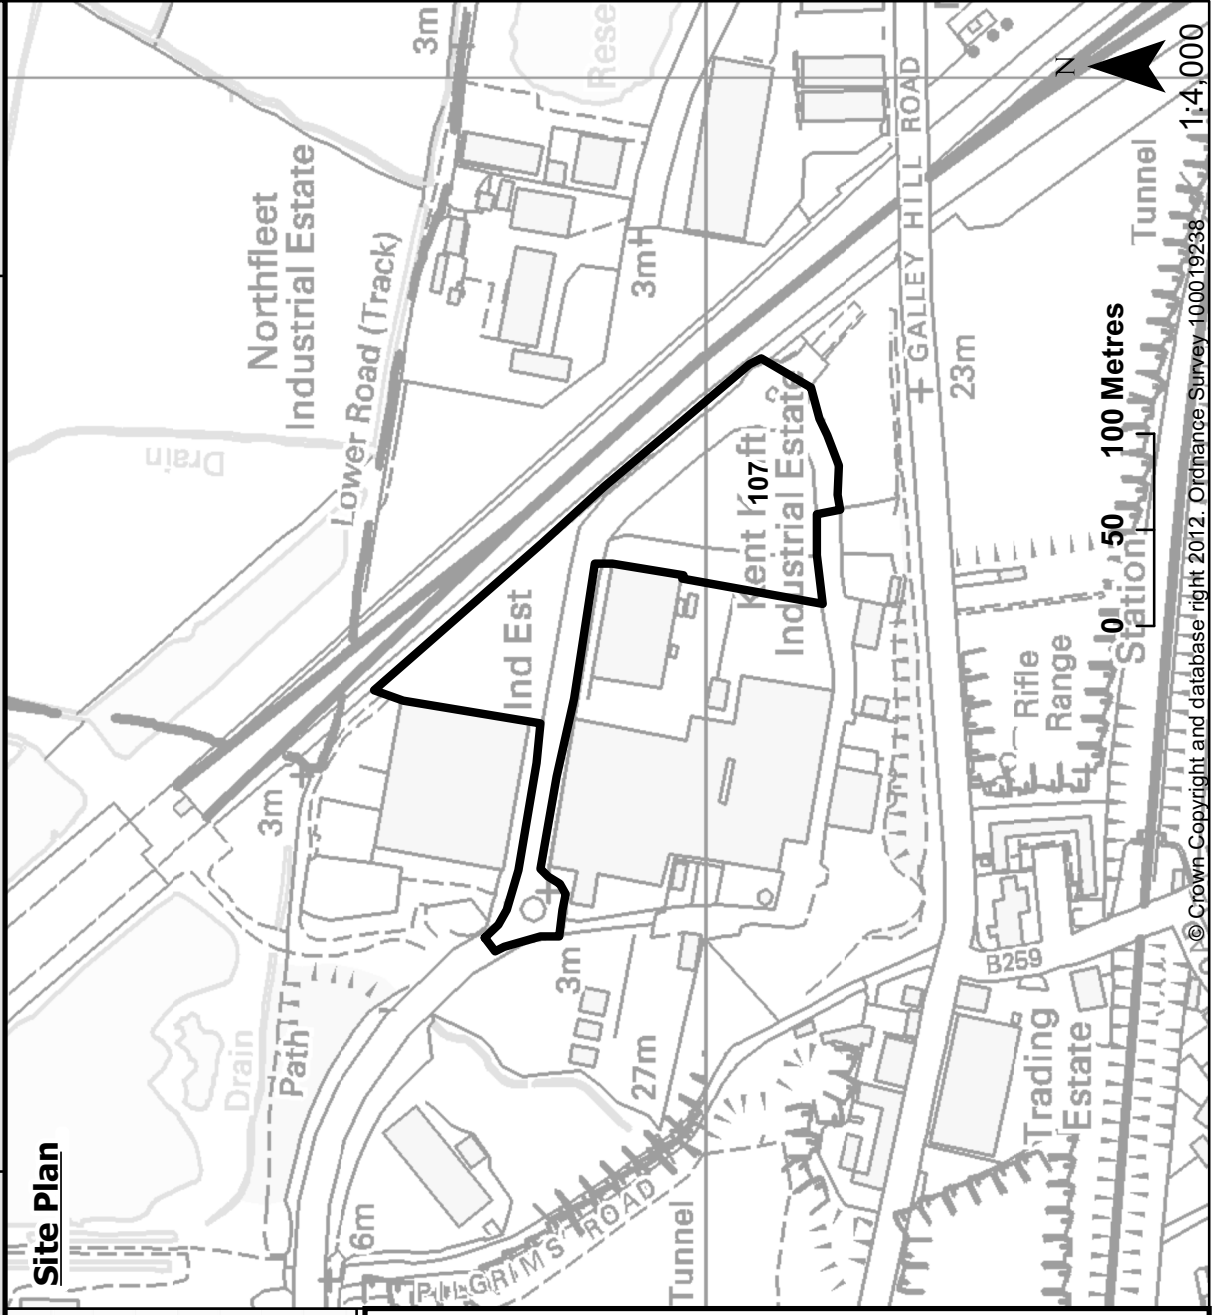 Site Plan
Northfleet
Industrial Estate
Lower Road (Track)
Drain
3m
Rese
3m
Ind Est
3m
Drain
Path
3m
6m
27m
PILGRIMS ROAD
Tunnel
Kent Kraft
Industrial Estate
107
GALLEY HILL ROAD
23m
Rifle
Range
B259
Trading
Estate
Station
Tunnel
N
0 50 100 Metres
1:4,000
© Crown Copyright and database right 2012. Ordnance Survey 100019238